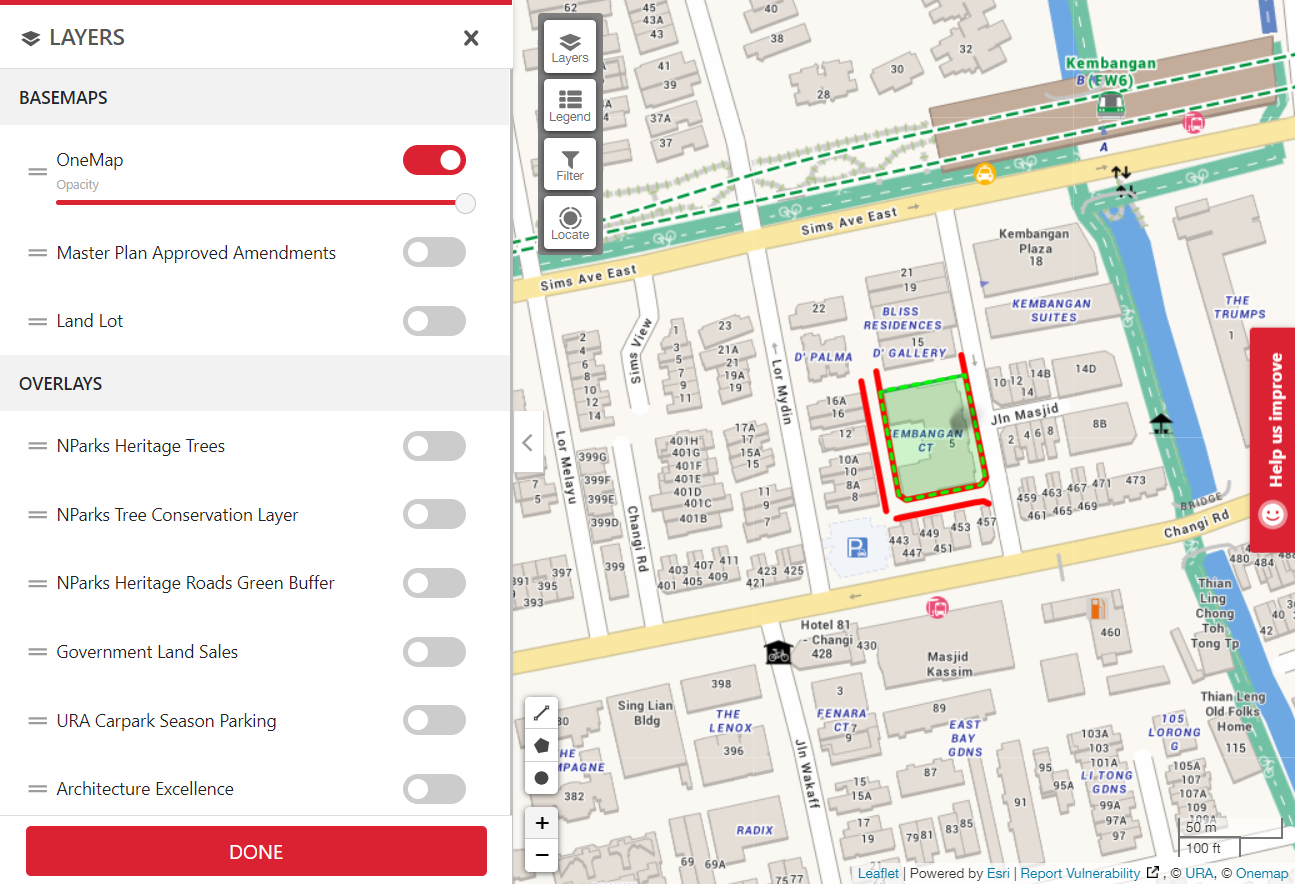 LAYERS
BASEMAPS
OneMap
Opacity
Master Plan Approved Amendments
Land Lot
OVERLAYS
NParks Heritage Trees
NParks Tree Conservation Layer
NParks Heritage Roads Green Buffer
Government Land Sales
URA Carpark Season Parking
Architecture Excellence
DONE
Layers
Legend
Filter
Locate
62
45
43A
43
41
39
37A
37
40
38
28
30
32
Kembangan
(EW6)
B
A
Sims Ave East
Sims Ave East
Kembangan
Plaza
18
KEMBANGAN
SUITES
THE
TRUMPS
1
21
19
BLISS
RESIDENCES
15
D' GALLERY
22
D' PALMA
Sims View
Lor Mydin
Lor Melayu
Changi Rd
2
4
6
8
10
12
14
1
3
5
7
9
11
23
21A
21
19A
19
16A
16
12
10A
10
8A
8
EMBANGAN
CT
5
10
12
14
14B
14D
Jln Masjid
2
4
6
8
8B
17A
17
15A
15
11
9
7
401H
401G
401F
401E
401D
401C
401B
399G
399F
399E
399D
399
7
5
459
463
467
471
473
461
465
469
BRIDGE
Changi Rd
443
449
453
457
447
451
P
391
397
395
393
403
407
411
401
405
409
423
425
421
480
484
Thian
Ling
Chong
Toh
Tong Tp
40
42
460
Hotel 81
- Changi
428
430
Masjid
Kassim
398
Sing Lian
Bldg
THE
LENOX
396
3
FENARA
CT
7
9
89
EAST
BAY
GDNS
Thian Leng
Old Folks
Home
115
105
LORONG
G
80
HE
MPAGNE
382
Jln Wakaff
103A
103
101A
101
LI TONG
GDNS
99A
97A
97
105A
107
107A
109
109A
95
95A
91
87
15
15A
17
19
79
81
83
85
RADIX
69
69A
75
77
+
−
50 m
100 ft
Help us improve
Leaflet | Powered by Esri | Report Vulnerability , © URA, © Onemap